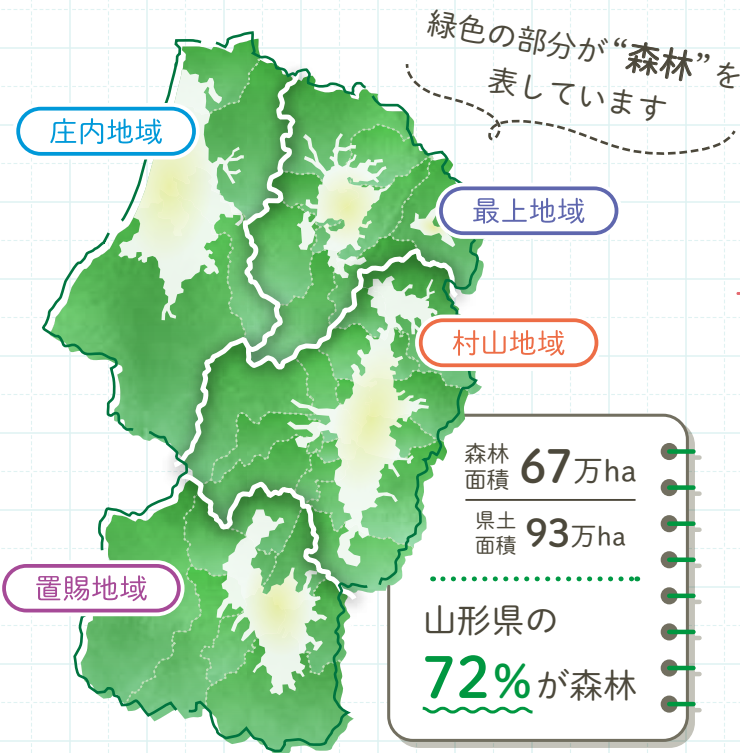 緑色の部分が“森林”を
表しています
庄内地域
最上地域
村山地域
置賜地域
森林
面積 67万ha
県土
面積 93万ha
山形県の
72%が森林